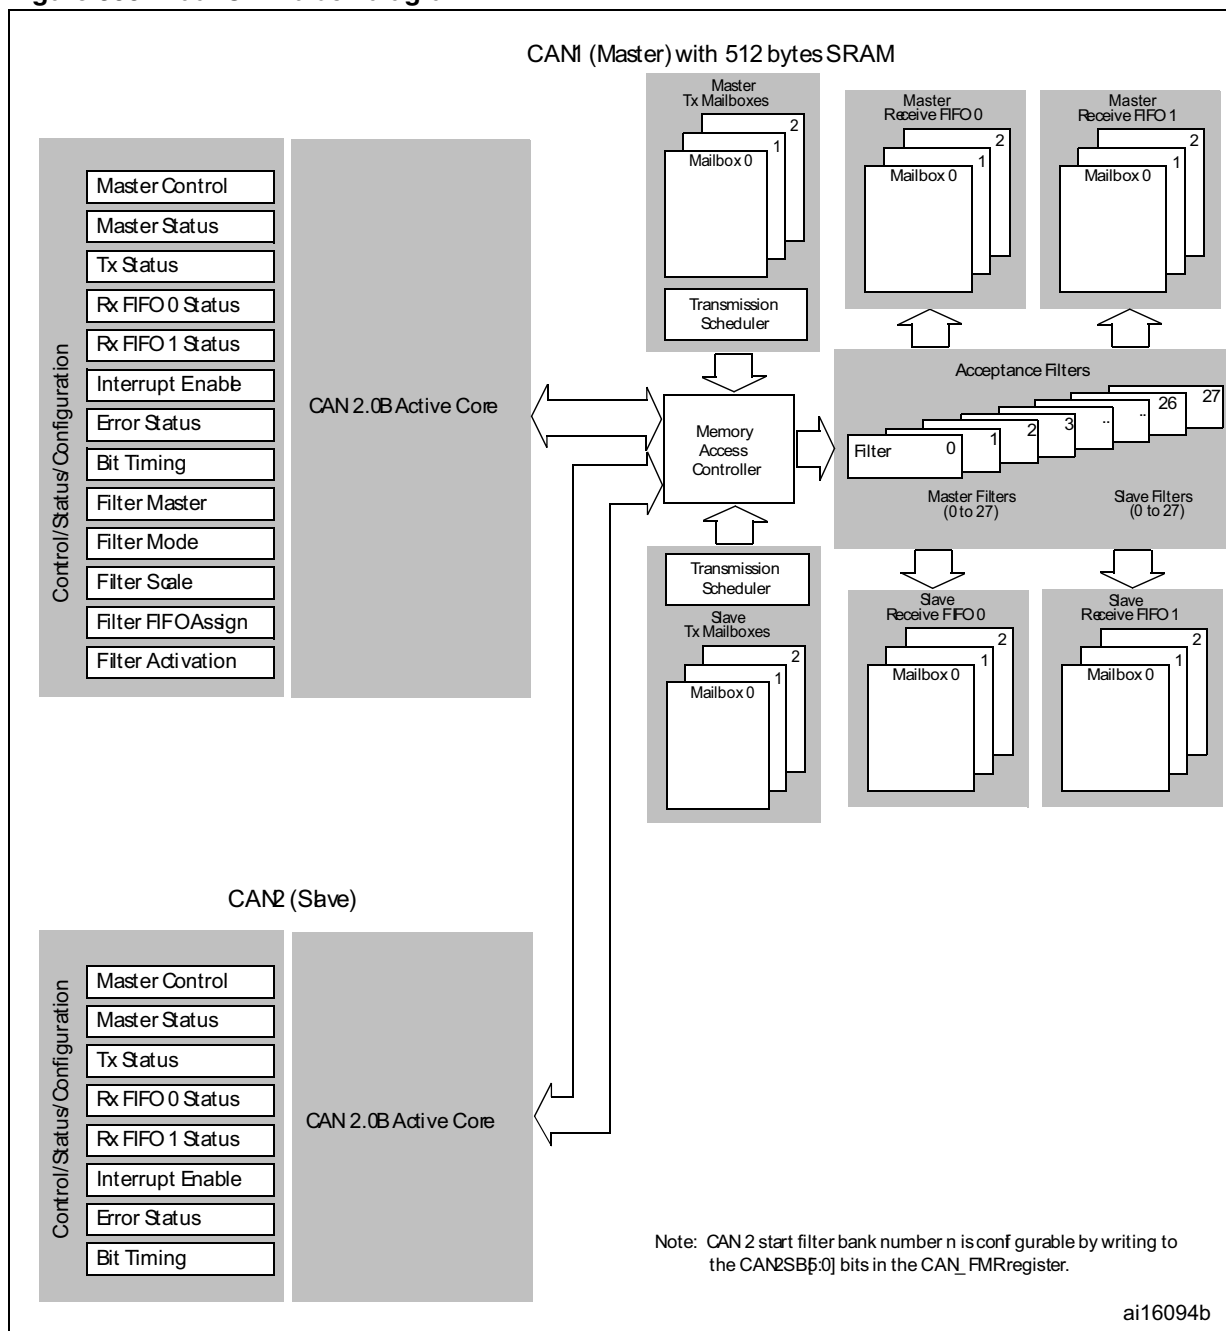 CAN1 (Master) with 512 bytes SRAM
Control/Status/Configuration
Master Control
Master Status
Tx Status
Rx FIFO 0 Status
Rx FIFO 1 Status
Interrupt Enable
Error Status
Bit Timing
Filter Master
Filter Mode
Filter Scale
Filter FIFO Assign
Filter Activation
CAN 2.0B Active Core
Master
Tx Mailboxes
2
1
Mailbox 0
Transmission
Scheduler
Master
Receive FIFO 0
2
1
Mailbox 0
Master
Receive FIFO 1
2
1
Mailbox 0
Memory
Access
Controller
Acceptance Filters
Filter 0 1 2 3 .. .. 26 27
Master Filters
(0 to 27)
Slave Filters
(0 to 27)
Transmission
Scheduler
Slave
Tx Mailboxes
2
1
Mailbox 0
Slave
Receive FIFO 0
2
1
Mailbox 0
Slave
Receive FIFO 1
2
1
Mailbox 0
CAN2 (Slave)
Control/Status/Configuration
Master Control
Master Status
Tx Status
Rx FIFO 0 Status
Rx FIFO 1 Status
Interrupt Enable
Error Status
Bit Timing
CAN 2.0B Active Core
Note: CAN 2 start filter bank number n is conf gurable by writing to
the CAN2SB[5:0] bits in the CAN_FMR register.
ai16094b